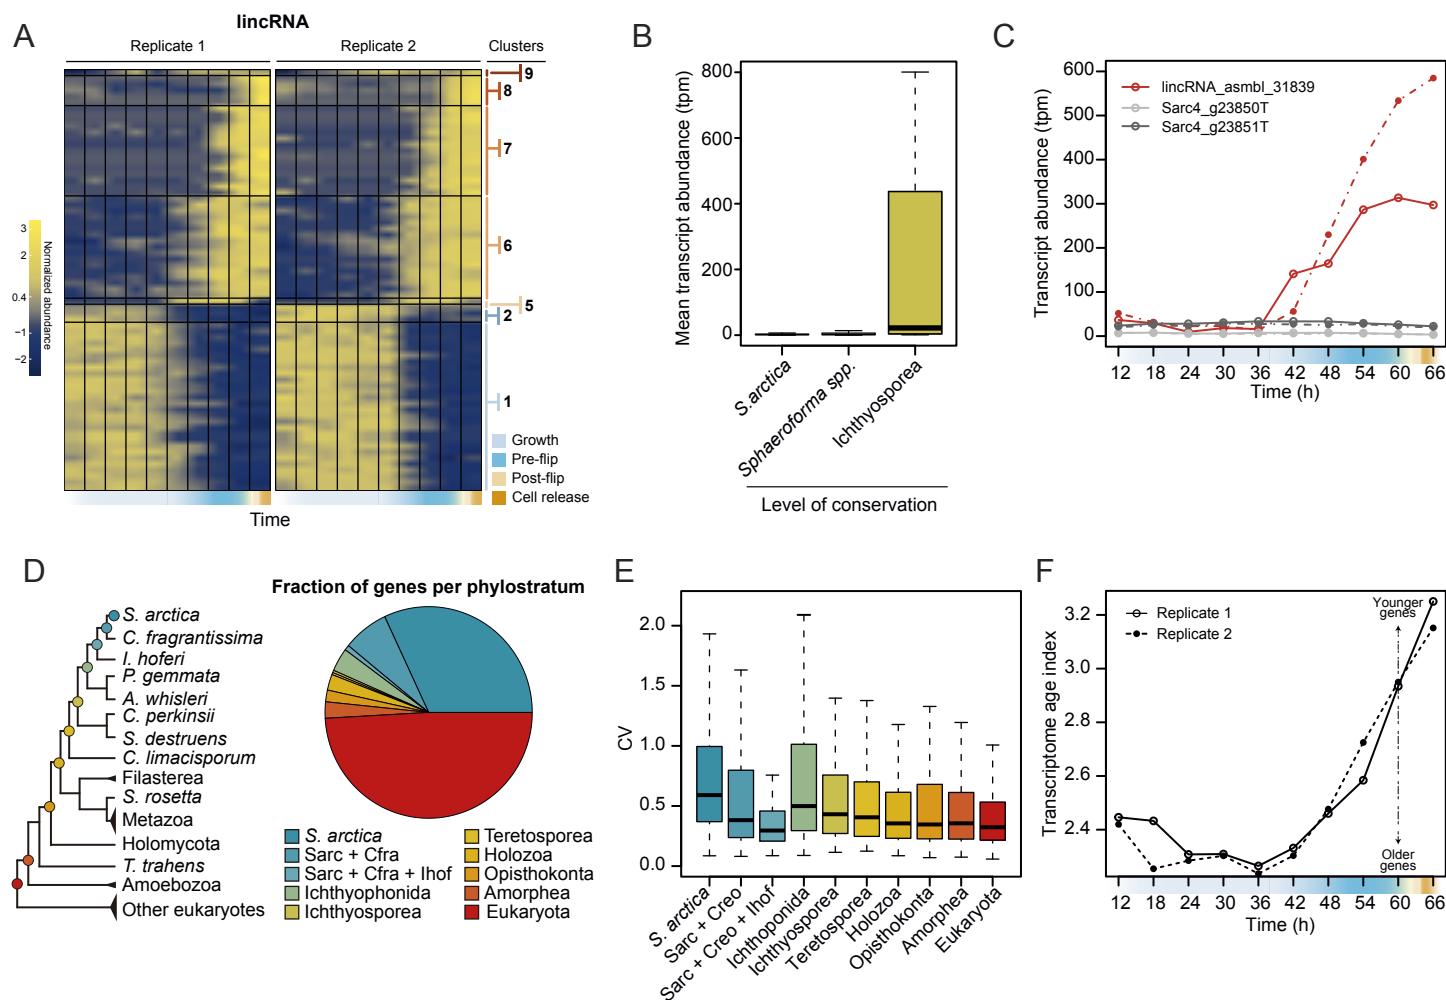 A
lincRNA
Replicate 1
Replicate 2
Clusters
9
8
7
6
5
2
1
3
2
0.4
−1
−2
Normalized abundance
Growth
Pre-flip
Post-flip
Cell release
Time
B
Mean transcript abundance (tpm)
800
600
400
200
0
S.arctica
Sphaeroforma spp.
Ichthyosporea
Level of conservation
C
Transcript abundance (tpm)
600
500
400
300
200
100
0
lincRNA_asmbl_31839
Sarc4_g23850T
Sarc4_g23851T
12 18 24 30 36 42 48 54 60 66
Time (h)
D
Fraction of genes per phylostratum
S. arctica
C. fragrantissima
I. hoferi
P. gemmata
A. whisleri
C. perkinsii
S. destruens
C. limacisporum
Filasterea
S. rosetta
Metazoa
Holomycota
T. trahens
Amoebozoa
Other eukaryotes
S. arctica
Sarc + Cfra
Sarc + Cfra + Ihof
Ichthyophonida
Ichthyosporea
Teretosporea
Holozoa
Opisthokonta
Amorphea
Eukaryota
E
CV
2.0
1.5
1.0
0.5
0.0
S. arctica
Sarc + Creo
Sarc + Creo + Ihof
Ichthoponida
Ichthyosporea
Teretosporea
Holozoa
Opisthokonta
Amorphea
Eukaryota
F
Transcriptome age index
3.2
3.0
2.8
2.6
2.4
Replicate 1
Replicate 2
Younger
genes
Older
genes
12 18 24 30 36 42 48 54 60 66
Time (h)